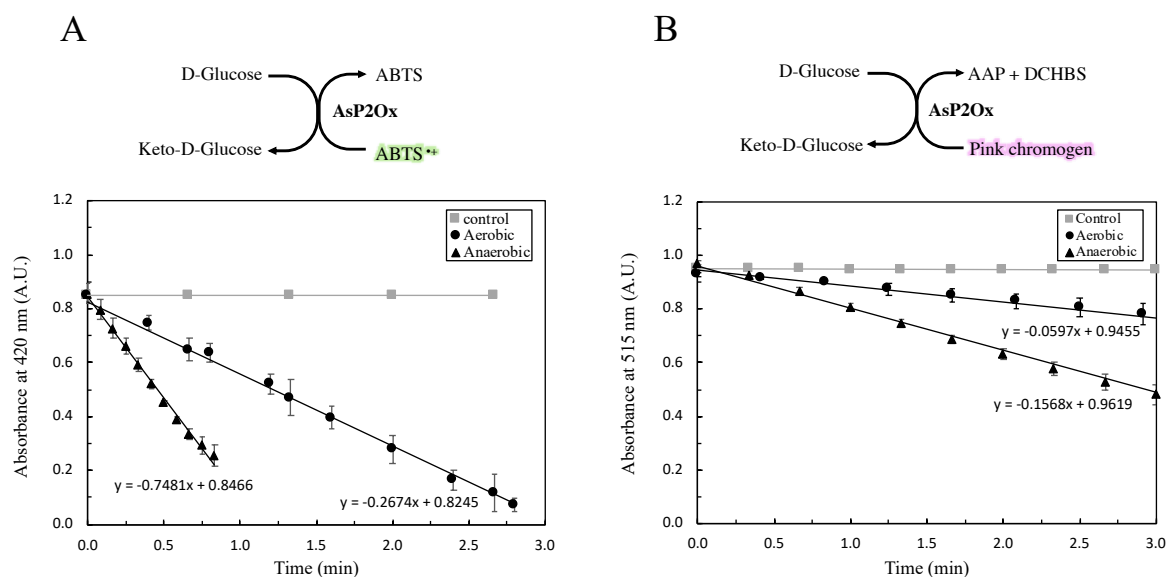 A
D-Glucose
ABTS
AsP2Ox
Keto-D-Glucose
ABTS•+
1.2
1.0
0.8
0.6
0.4
0.2
0.0
Absorbance at 420 nm (A.U.)
control
Aerobic
Anaerobic
y = -0.7481x + 0.8466
y = -0.2674x + 0.8245
0.0 0.5 1.0 1.5 2.0 2.5 3.0
Time (min)
B
D-Glucose
AAP + DCHBS
AsP2Ox
Keto-D-Glucose
Pink chromogen
1.2
1.0
0.8
0.6
0.4
0.2
0.0
Absorbance at 515 nm (A.U.)
Control
Aerobic
Anaerobic
y = -0.0597x + 0.9455
y = -0.1568x + 0.9619
0.0 0.5 1.0 1.5 2.0 2.5 3.0
Time (min)